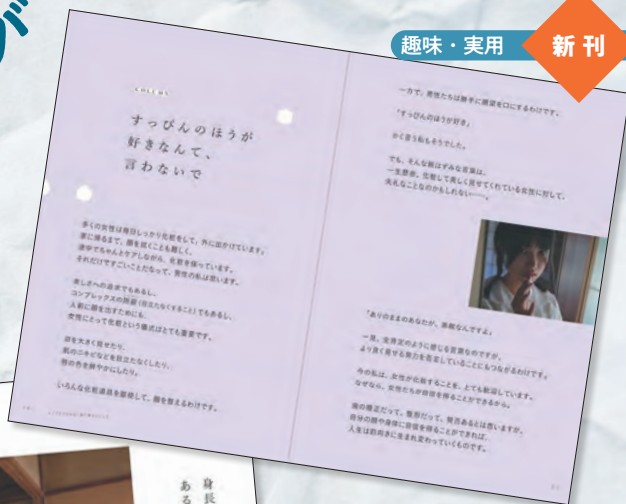 が
趣味・実用
新刊
COLUMN
すっぴんのほうが
好きなんて、
言わないで
多くの女性は毎日しっかり化粧をして、外に出かけています。
家に帰るまで、顔を拭くことも難しく、
途中でちゃんとケアしながら、化粧を保っています。
それだけですごいことだなって、男性の私は思います。
美しさへの追求でもあるし、
コンプレックスの隠蔽(目立たなくすること)でもあるし、
人前に顔を出すためにも、
女性にとって化粧という儀式はとても重要です。
目を大きく見せたり、
肌のニキビなどを目立たなくしたり、
唇の色を鮮やかにしたり。
いろんな化粧道具を駆使して、顔を整えるわけです。
一方で、男性たちは勝手に願望を口にするわけです。
「すっぴんのほうが好き」
かく言う私もそうでした。
でも、そんな軽はずみな言葉は、
一生懸命、化粧して美しく見せてくれている女性に対して、
失礼なことなのかもしれない――。
「ありのままのあなたが、素敵なんですよ」
一見、全肯定のように感じる言葉なのですが、
より良く見せる努力を否定していることにもつながるわけです。
今の私は、女性が化粧することを、とても歓迎しています。
なぜなら、女性たちが自信を得ることができるから。
歯の矯正だって、整形だって、賛否あるとは思いますが、
自分の顔や身体に自信を得ることができれば、
人生は前向きに生まれ変わっていくものです。
身長
ある